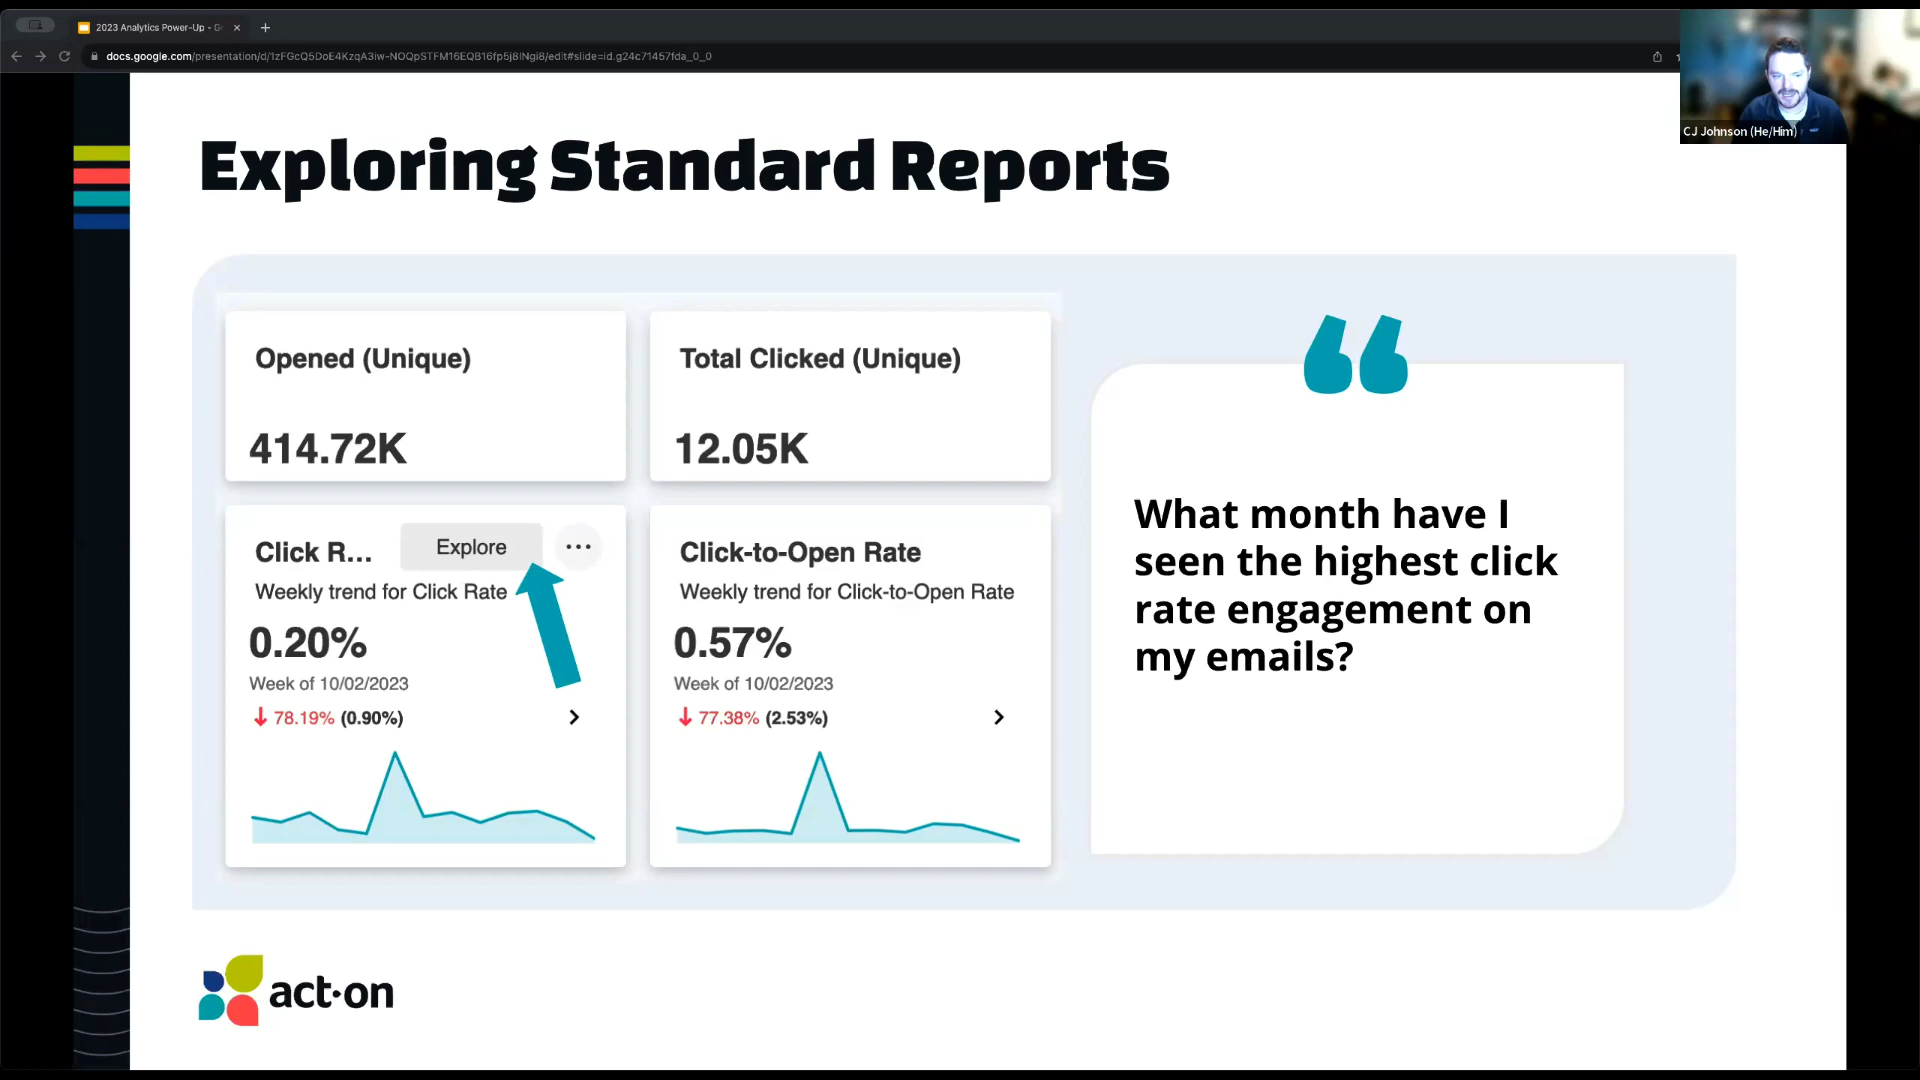 2023 Analytics Power-Up - G
docs.google.com/presentation/d/1zFGcQ5DoE4KzqA3iw-NOQpSTFM16EQB16fp5j8lNgi8/edit#slide=id.g24c71457fda_0_0
CJ Johnson (He/Him)
Exploring Standard Reports
Opened (Unique)
414.72K
Total Clicked (Unique)
12.05K
Click R...
Explore
Weekly trend for Click Rate
0.20%
Week of 10/02/2023
78.19% (0.90%)
Click-to-Open Rate
Weekly trend for Click-to-Open Rate
0.57%
Week of 10/02/2023
77.38% (2.53%)
“
What month have I
seen the highest click
rate engagement on
my emails?
act-on